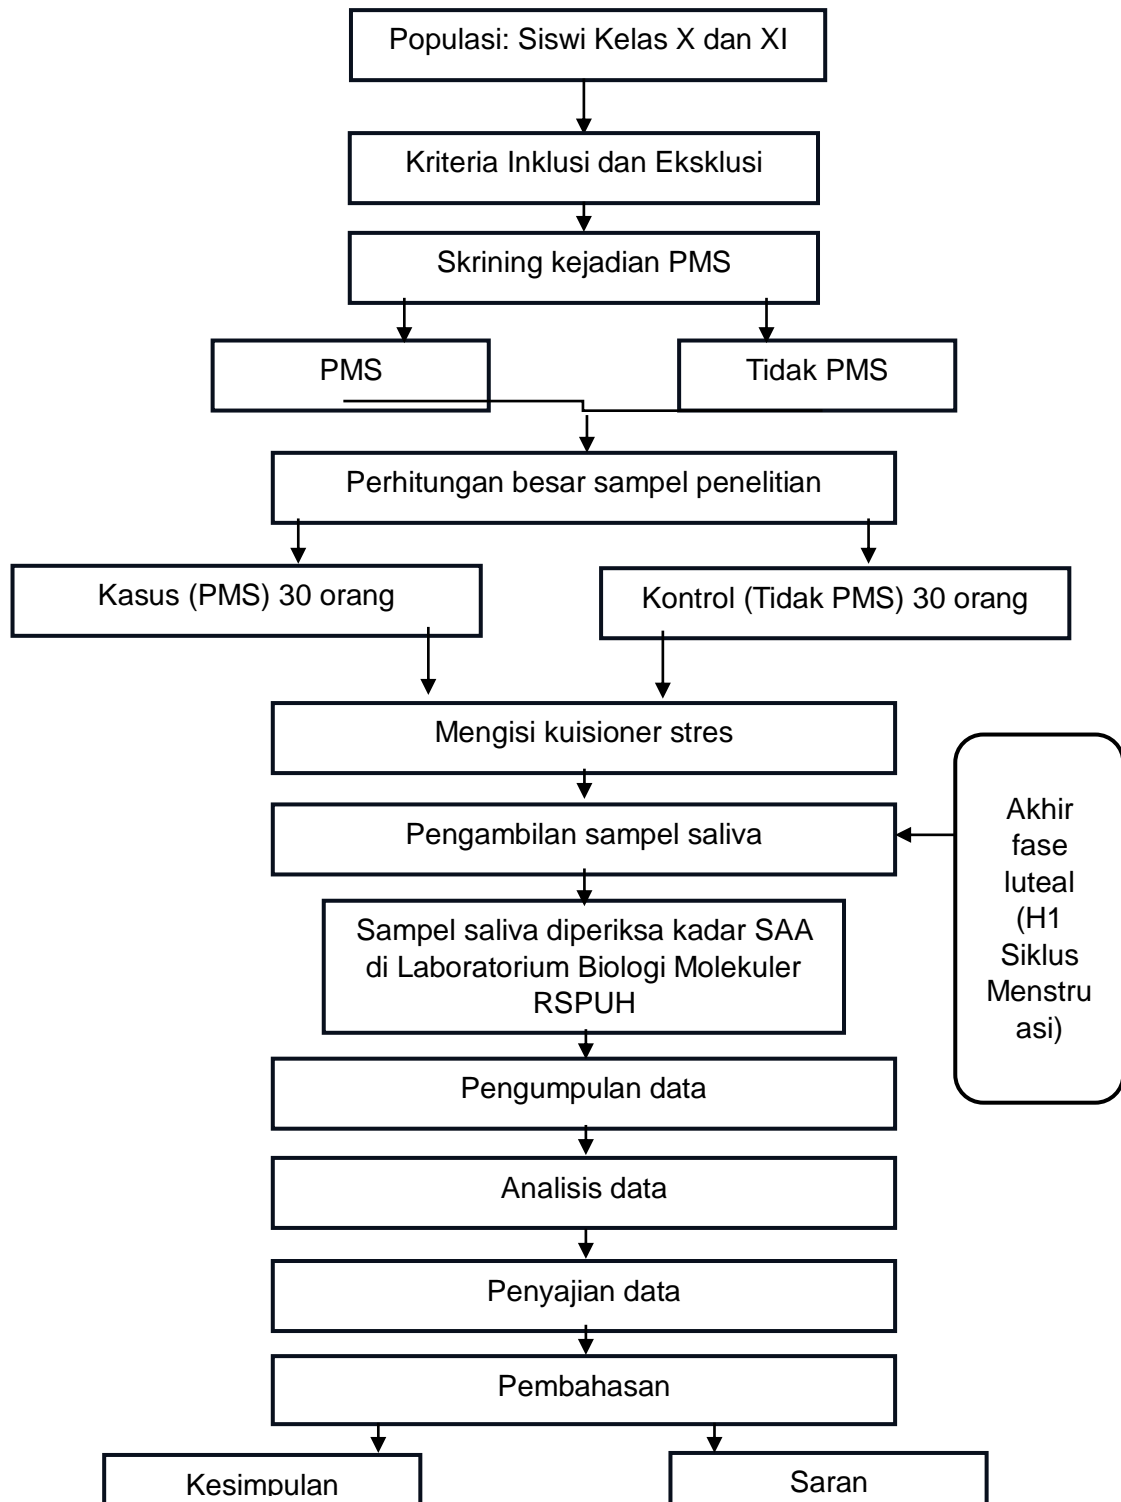 Populasi: Siswi Kelas X dan XI
Kriteria Inklusi dan Eksklusi
Skrining kejadian PMS
PMS
Tidak PMS
Perhitungan besar sampel penelitian
Kasus (PMS) 30 orang
Kontrol (Tidak PMS) 30 orang
Mengisi kuisioner stres
Pengambilan sampel saliva
Akhir
fase
luteal
(H1
Siklus
Menstru
asi)
Sampel saliva diperiksa kadar SAA
di Laboratorium Biologi Molekuler
RSPUH
Pengumpulan data
Analisis data
Penyajian data
Pembahasan
Kesimpulan
Saran